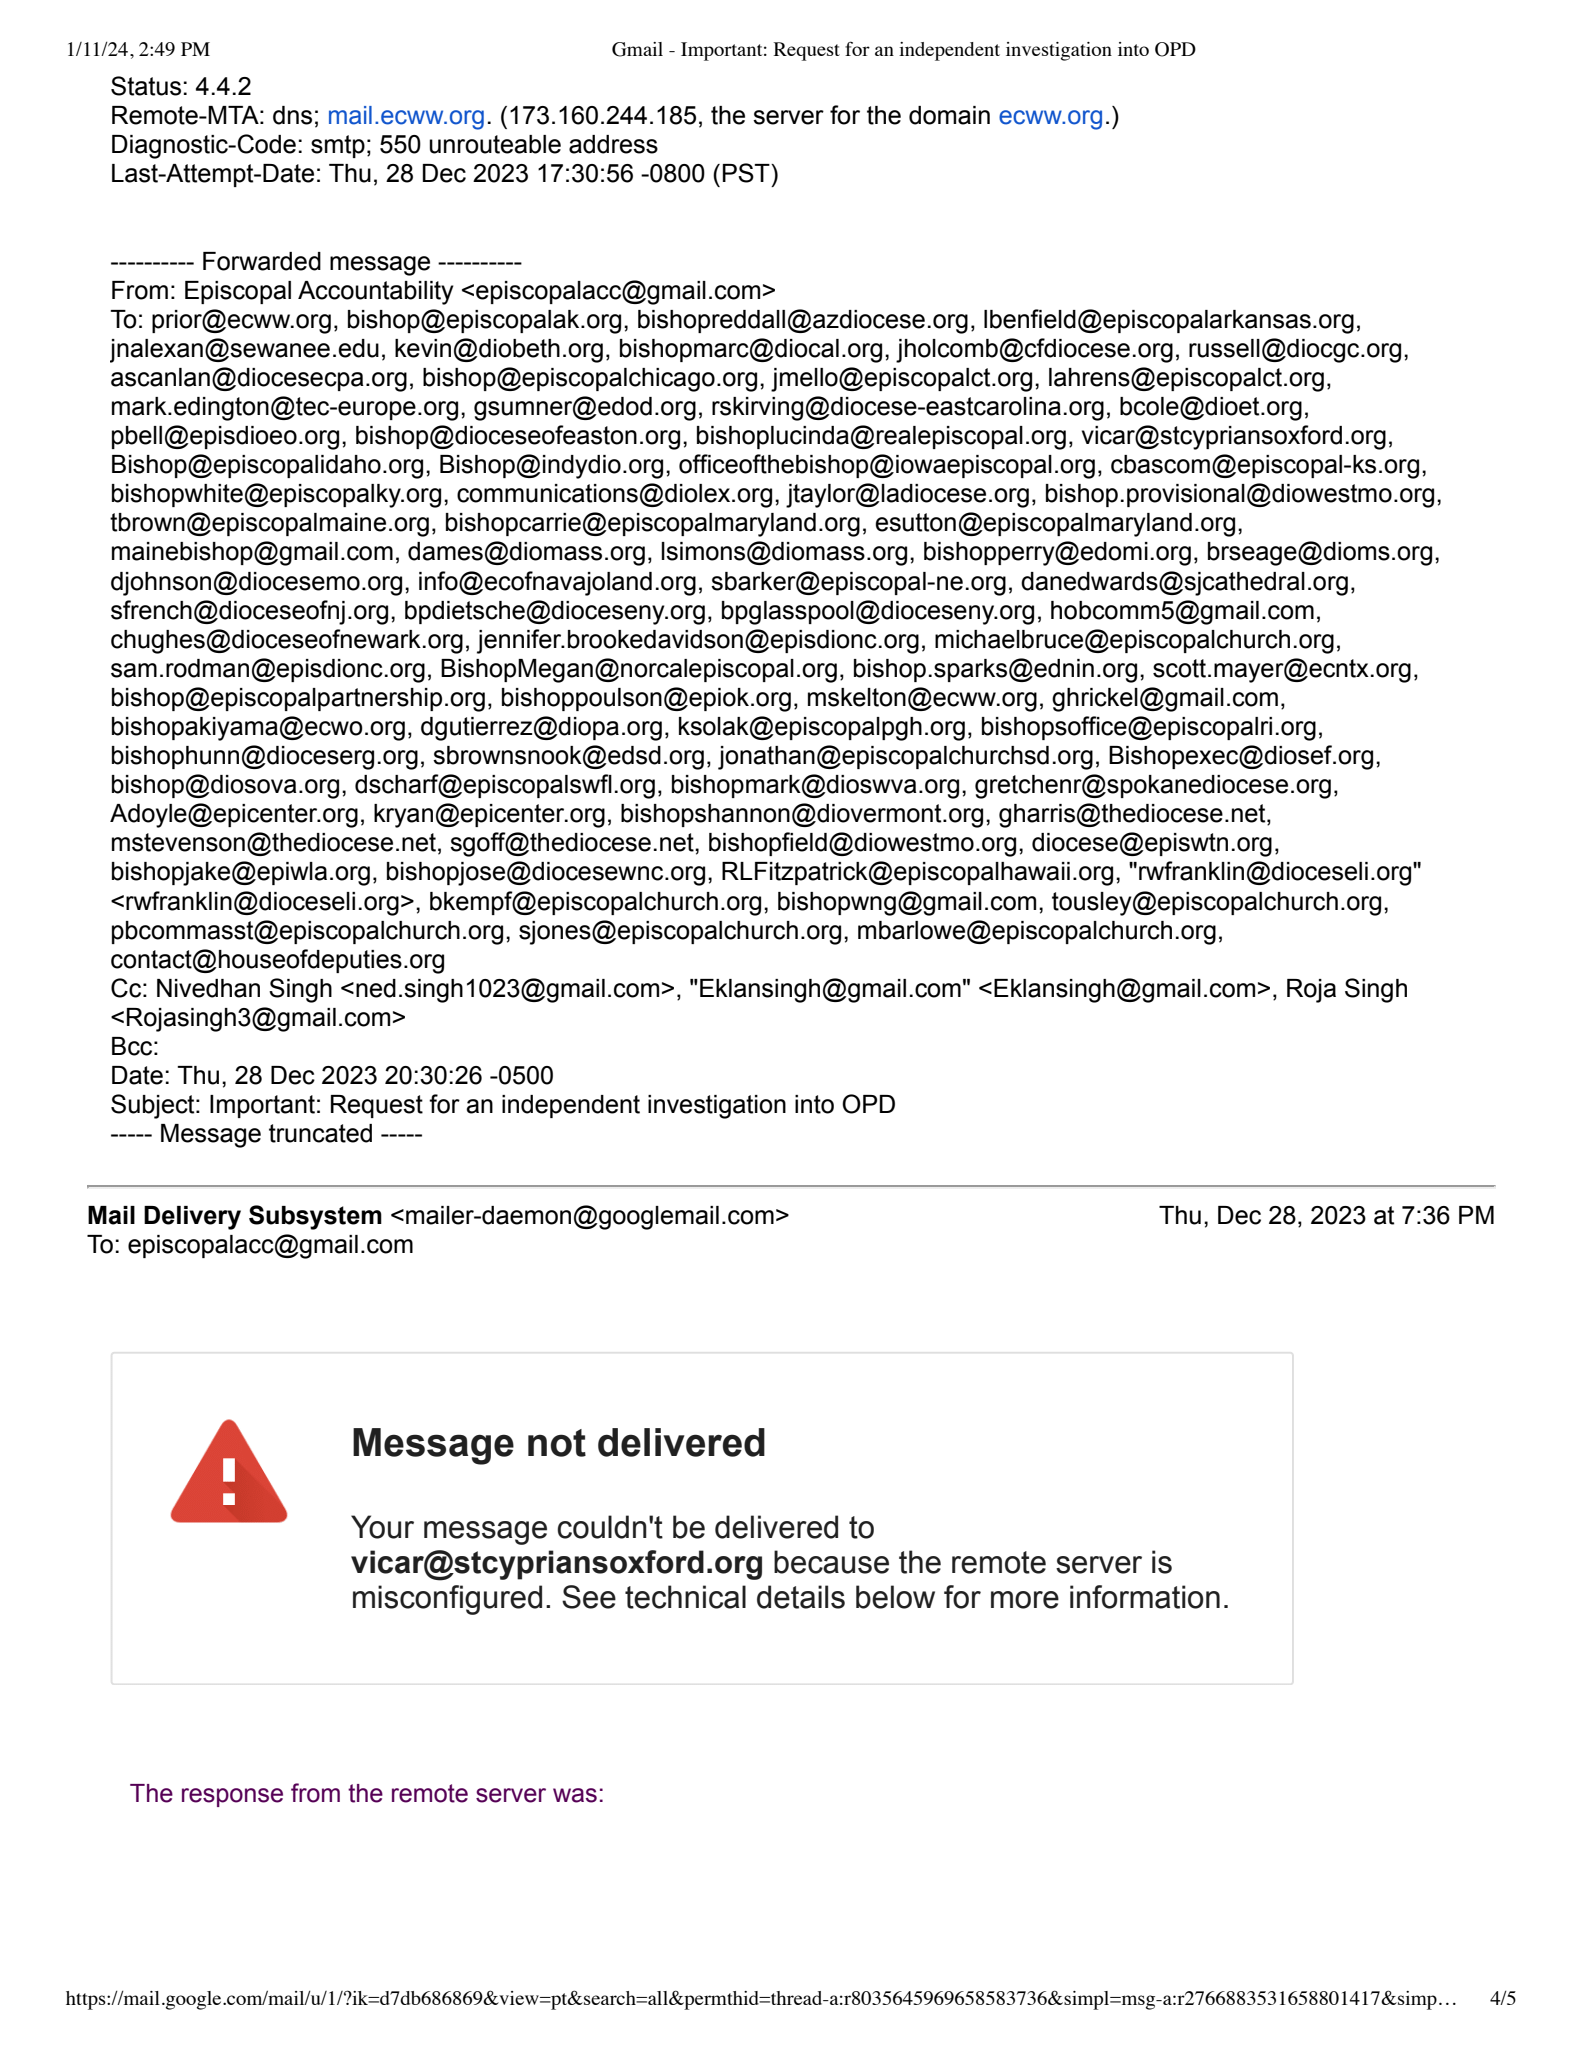 1/11/24, 2:49 PM Gmail - Important: Request for an independent investigation into OPD
Status: 4.4.2
Remote-MTA: dns; mail.ecww.org. (173.160.244.185, the server for the domain ecww.org.)
Diagnostic-Code: smtp; 550 unrouteable address
Last-Attempt-Date: Thu, 28 Dec 2023 17:30:56 -0800 (PST)
---------- Forwarded message ----------
From: Episcopal Accountability <episcopalacc@gmail.com>
To: prior@ecww.org, bishop@episcopalak.org, bishopreddall@azdiocese.org, lbenfield@episcopalarkansas.org,
jnalexan@sewanee.edu, kevin@diobeth.org, bishopmarc@diocal.org, jholcomb@cfdiocese.org, russell@diocgc.org,
ascanlan@diocesecpa.org, bishop@episcopalchicago.org, jmello@episcopalct.org, lahrens@episcopalct.org,
mark.edington@tec-europe.org, gsumner@edod.org, rskirving@diocese-eastcarolina.org, bcole@dioet.org,
pbell@episdioeo.org, bishop@dioceseofeaston.org, bishoplucinda@realepiscopal.org, vicar@stcypriansoxford.org,
Bishop@episcopalidaho.org, Bishop@indydio.org, officeofthebishop@iowaepiscopal.org, cbascom@episcopal-ks.org,
bishopwhite@episcopalky.org, communications@diolex.org, jtaylor@ladiocese.org, bishop.provisional@diowestmo.org,
tbrown@episcopalmaine.org, bishopcarrie@episcopalmaryland.org, esutton@episcopalmaryland.org,
mainebishop@gmail.com, dames@diomass.org, lsimons@diomass.org, bishopperry@edomi.org, brseage@dioms.org,
djohnson@diocesemo.org, info@ecofnavajoland.org, sbarker@episcopal-ne.org, danedwards@sjcathedral.org,
sfrench@dioceseofnj.org, bpdietsche@dioceseny.org, bpglasspool@dioceseny.org, hobcomm5@gmail.com,
chughes@dioceseofnewark.org, jennifer.brookedavidson@episdionc.org, michaelbruce@episcopalchurch.org,
sam.rodman@episdionc.org, BishopMegan@norcalepiscopal.org, bishop.sparks@ednin.org, scott.mayer@ecntx.org,
bishop@episcopalpartnership.org, bishoppoulson@epiok.org, mskelton@ecww.org, ghrickel@gmail.com,
bishopakiyama@ecwo.org, dgutierrez@diopa.org, ksolak@episcopalpgh.org, bishopsoffice@episcopalri.org,
bishophunn@dioceserg.org, sbrownsnook@edsd.org, jonathan@episcopalchurchsd.org, Bishopexec@diosef.org,
bishop@diosova.org, dscharf@episcopalswfl.org, bishopmark@dioswva.org, gretchenr@spokanediocese.org,
Adoyle@epicenter.org, kryan@epicenter.org, bishopshannon@diovermont.org, gharris@thediocese.net,
mstevenson@thediocese.net, sgoff@thediocese.net, bishopfield@diowestmo.org, diocese@episwtn.org,
bishopjake@epiwla.org, bishopjose@diocesewnc.org, RLFitzpatrick@episcopalhawaii.org, "rwfranklin@dioceseli.org"
<rwfranklin@dioceseli.org>, bkempf@episcopalchurch.org, bishopwng@gmail.com, tousley@episcopalchurch.org,
pbcommasst@episcopalchurch.org, sjones@episcopalchurch.org, mbarlowe@episcopalchurch.org,
contact@houseofdeputies.org
Cc: Nivedhan Singh <ned.singh1023@gmail.com>, "Eklansingh@gmail.com" <Eklansingh@gmail.com>, Roja Singh
<Rojasingh3@gmail.com>
Bcc:
Date: Thu, 28 Dec 2023 20:30:26 -0500
Subject: Important: Request for an independent investigation into OPD
----- Message truncated -----
Mail Delivery Subsystem <mailer-daemon@googlemail.com> Thu, Dec 28, 2023 at 7:36 PM
To: episcopalacc@gmail.com
Message not delivered
Your message couldn't be delivered to
vicar@stcypriansoxford.org because the remote server is
misconfigured. See technical details below for more information.
The response from the remote server was:
https://mail.google.com/mail/u/1/?ik=d7db686869&view=pt&search=all&permthid=thread-a:r8035645969658583736&simpl=msg-a:r2766883531658801417&simp… 4/5